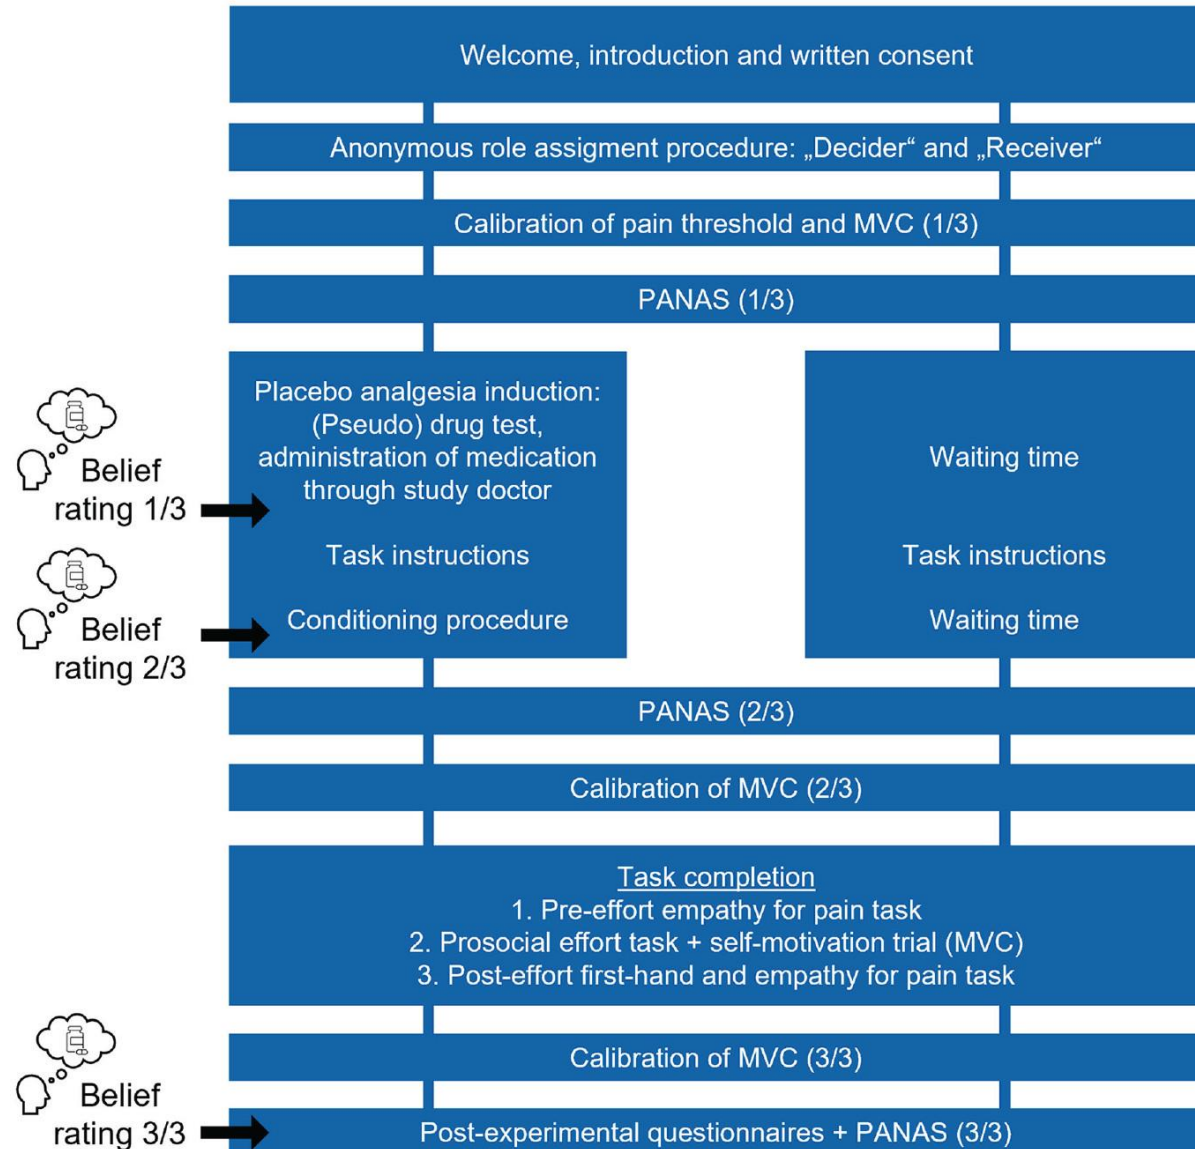 Welcome, introduction and written consent
Anonymous role assigment procedure: „Decider“ and „Receiver“
Calibration of pain threshold and MVC (1/3)
PANAS (1/3)
Placebo analgesia induction:
(Pseudo) drug test,
administration of medication
through study doctor
Waiting time
Belief
rating 1/3
Task instructions
Task instructions
Belief
rating 2/3
Conditioning procedure
Waiting time
PANAS (2/3)
Calibration of MVC (2/3)
Task completion
1. Pre-effort empathy for pain task
2. Prosocial effort task + self-motivation trial (MVC)
3. Post-effort first-hand and empathy for pain task
Calibration of MVC (3/3)
Belief
rating 3/3
Post-experimental questionnaires + PANAS (3/3)